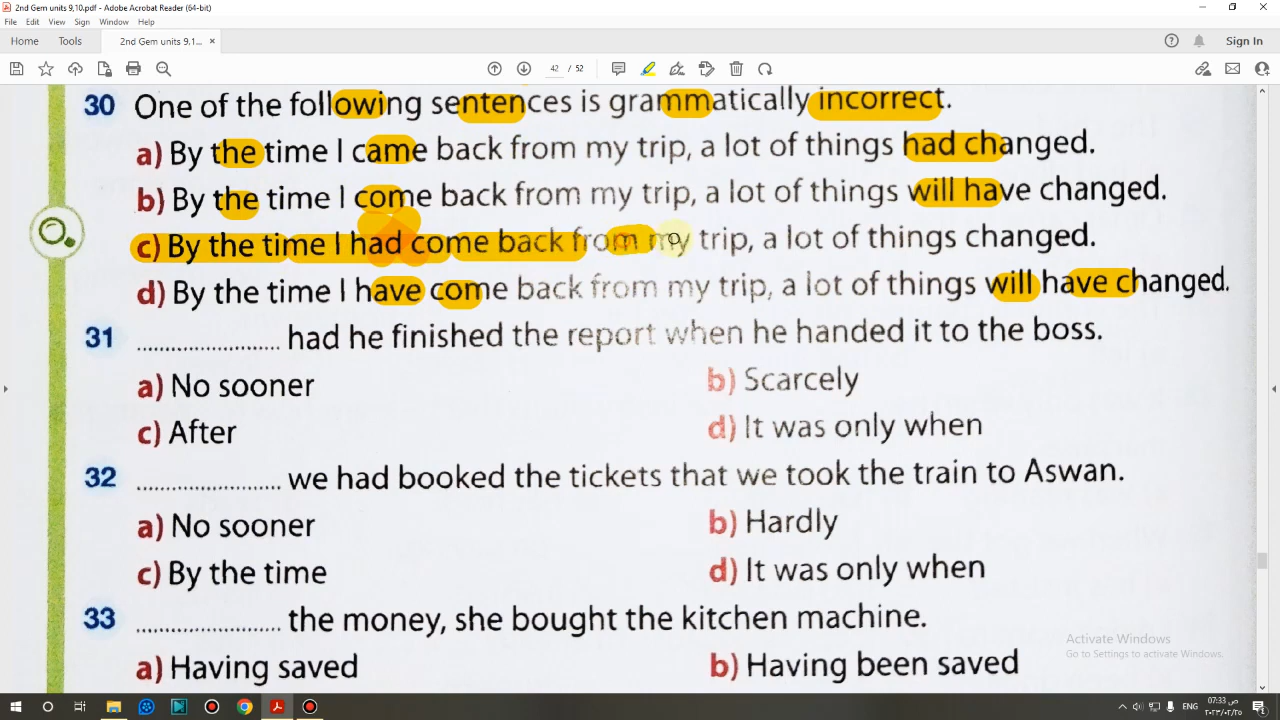 2nd Gem units 9,10.pdf - Adobe Acrobat Reader (64-bit)
File Edit View Sign Window Help
Home Tools 2nd Gem units 9,1... × Sign In
42 / 52
30 One of the following sentences is grammatically incorrect.
a) By the time I came back from my trip, a lot of things had changed.
b) By the time I come back from my trip, a lot of things will have changed.
c) By the time I had come back from my trip, a lot of things changed.
d) By the time I have come back from my trip, a lot of things will have changed.
31 ...................... had he finished the report when he handed it to the boss.
a) No sooner b) Scarcely
c) After d) It was only when
32 ...................... we had booked the tickets that we took the train to Aswan.
a) No sooner b) Hardly
c) By the time d) It was only when
33 ...................... the money, she bought the kitchen machine.
a) Having saved b) Having been saved
Activate Windows
Go to Settings to activate Windows.
ENG 07:33 ص